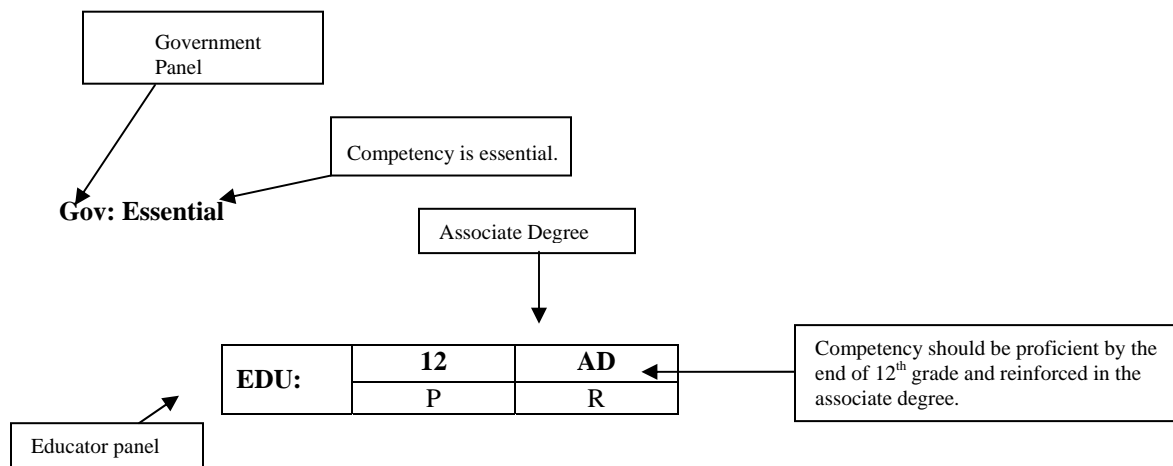 Government
Panel
Competency is essential.
Gov: Essential
Associate Degree
EDU:
12
AD
P
R
Competency should be proficient by the
end of 12th grade and reinforced in the
associate degree.
Educator panel